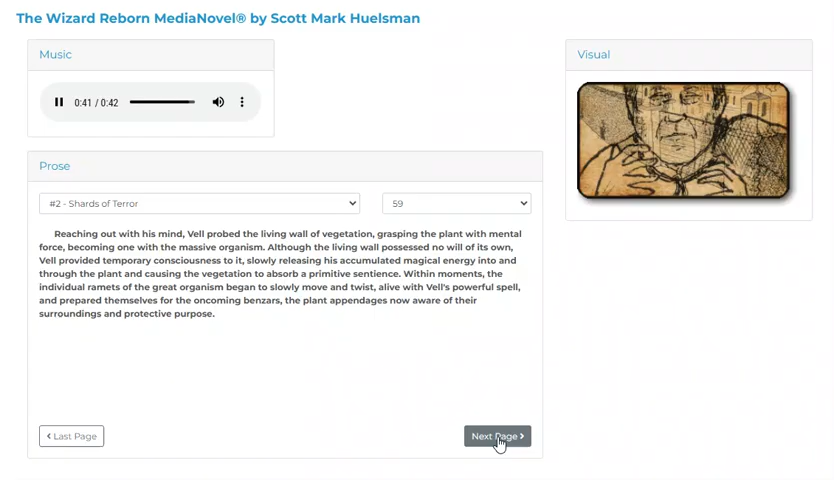 The Wizard Reborn MediaNovel® by Scott Mark Huelsman
Music
0:41 / 0:42
Visual
Prose
#2 - Shards of Terror
59
Reaching out with his mind, Vell probed the living wall of vegetation, grasping the plant with mental
force, becoming one with the massive organism. Although the living wall possessed no will of its own,
Vell provided temporary consciousness to it, slowly releasing his accumulated magical energy into and
through the plant and causing the vegetation to absorb a primitive sentience. Within moments, the
individual ramets of the great organism began to slowly move and twist, alive with Vell's powerful spell,
and prepared themselves for the oncoming benzars, the plant appendages now aware of their
surroundings and protective purpose.
Last Page
Next Page